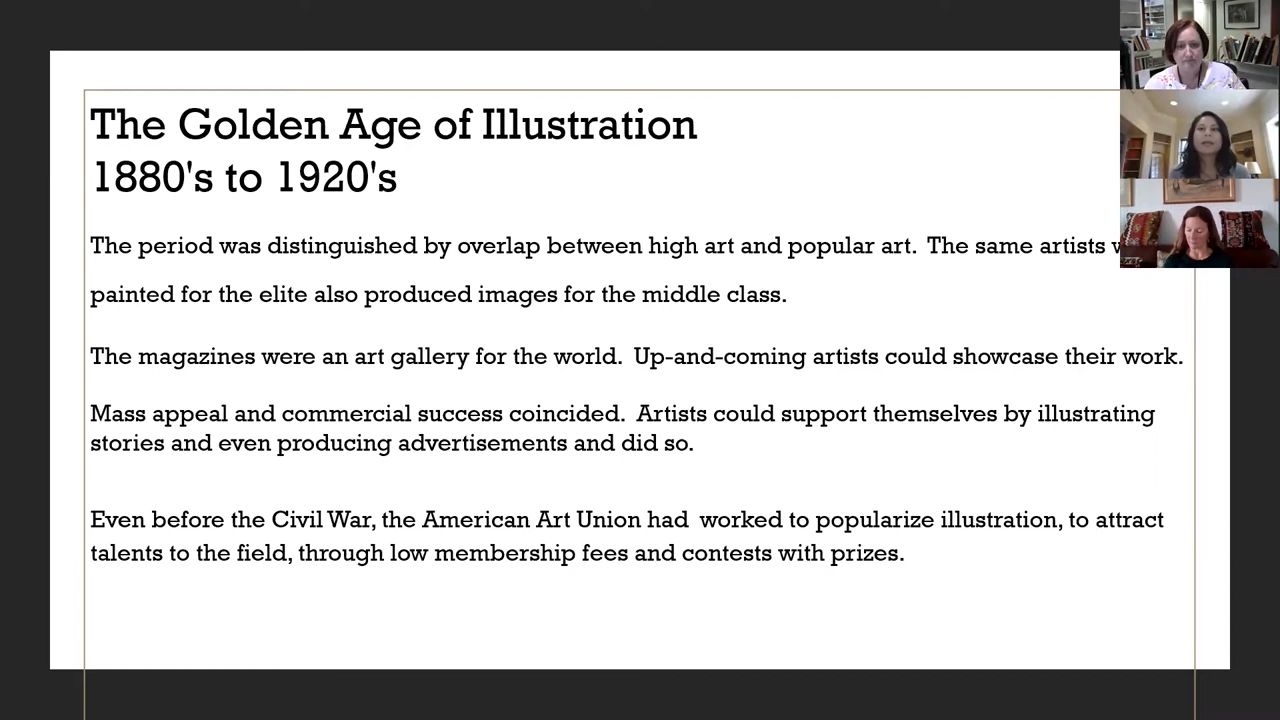 The Golden Age of Illustration
1880's to 1920's
The period was distinguished by overlap between high art and popular art.  The same artists
painted for the elite also produced images for the middle class.
The magazines were an art gallery for the world.  Up-and-coming artists could showcase their work.
Mass appeal and commercial success coincided.  Artists could support themselves by illustrating
stories and even producing advertisements and did so.
Even before the Civil War, the American Art Union had  worked to popularize illustration, to attract
talents to the field, through low membership fees and contests with prizes.